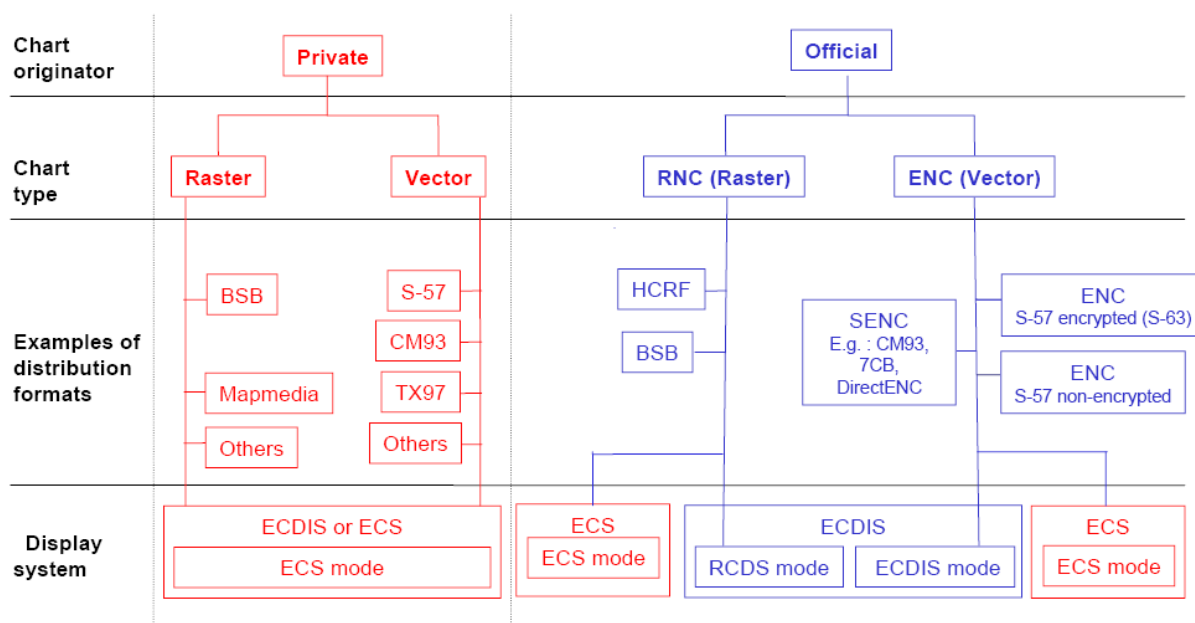 Chart
originator
Private
Official
Chart
type
Raster
Vector
RNC (Raster)
ENC (Vector)
Examples of
distribution
formats
BSB
Mapmedia
Others
S-57
CM93
TX97
Others
HCRF
BSB
SENC
E.g. : CM93,
7CB,
DirectENC
ENC
S-57 encrypted (S-63)
ENC
S-57 non-encrypted
Display
system
ECDIS or ECS
ECS mode
ECS
ECS mode
ECDIS
RCDS mode
ECDIS mode
ECS
ECS mode